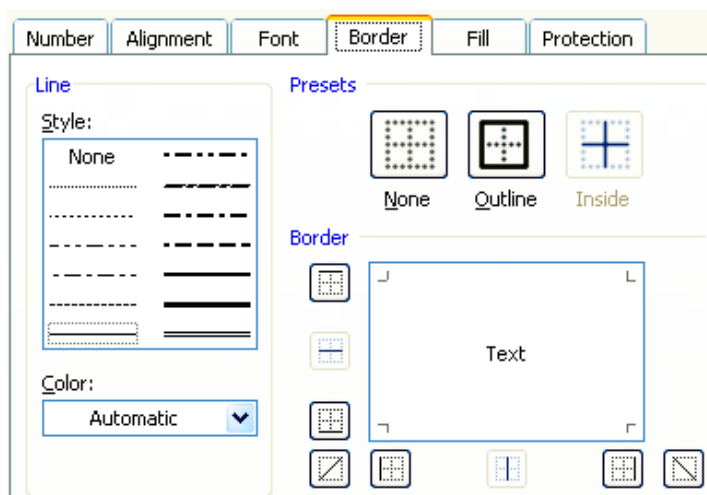 Number Alignment Font Border Fill Protection
Line
Style:
None
Color:
Automatic
Presets
None Outline Inside
Border
Text